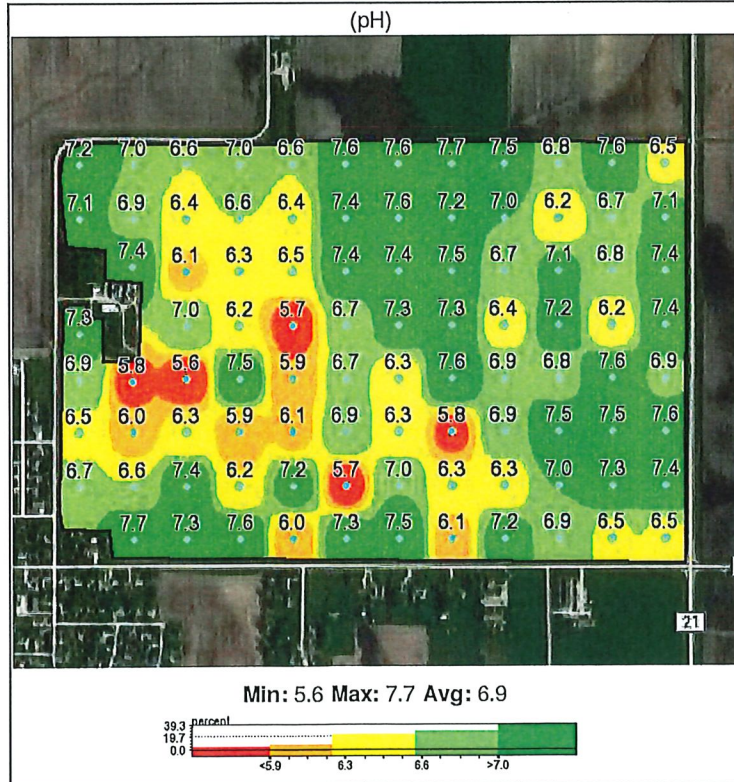 (pH)
7.2 7.0 6.6 7.0 6.6 7.6 7.6 7.7 7.5 6.8 7.6 6.5
7.1 6.9 6.4 6.6 6.4 7.4 7.6 7.2 7.0 6.2 6.7 7.1
7.4 6.1 6.3 6.5 7.4 7.4 7.5 6.7 7.1 6.8 7.4
7.3 7.0 6.2 5.7 6.7 7.3 7.3 6.4 7.2 6.2 7.4
6.9 5.8 5.6 7.5 5.9 6.7 6.3 7.6 6.9 6.8 7.6 6.9
6.5 6.0 6.3 5.9 6.1 6.9 6.3 5.8 6.9 7.5 7.5 7.6
6.7 6.6 7.4 6.2 7.2 5.7 7.0 6.3 6.3 7.0 7.3 7.4
7.7 7.3 7.6 6.0 7.3 7.5 6.1 7.2 6.9 6.5 6.5
21
Min: 5.6 Max: 7.7 Avg: 6.9
percent
39.3
19.7
0.0
<5.9 6.3 6.6 >7.0